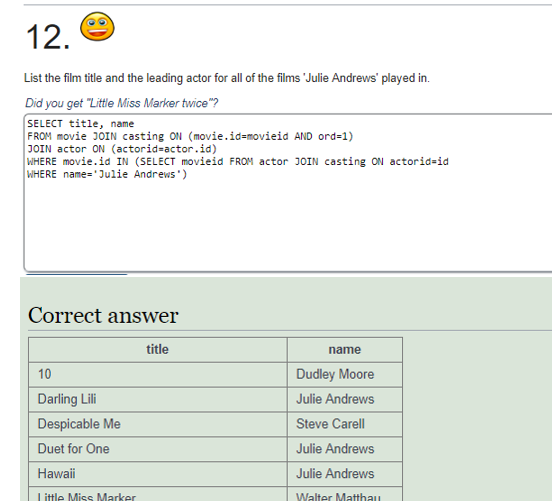 12.
List the film title and the leading actor for all of the films 'Julie Andrews' played in.
Did you get "Little Miss Marker twice"?
SELECT title, name
FROM movie JOIN casting ON (movie.id=movieid AND ord=1)
JOIN actor ON (actorid=actor.id)
WHERE movie.id IN (SELECT movieid FROM actor JOIN casting ON actorid=id
WHERE name='Julie Andrews')
Correct answer
title name
10 Dudley Moore
Darling Lili Julie Andrews
Despicable Me Steve Carell
Duet for One Julie Andrews
Hawaii Julie Andrews
Little Miss Marker Walter Matthau